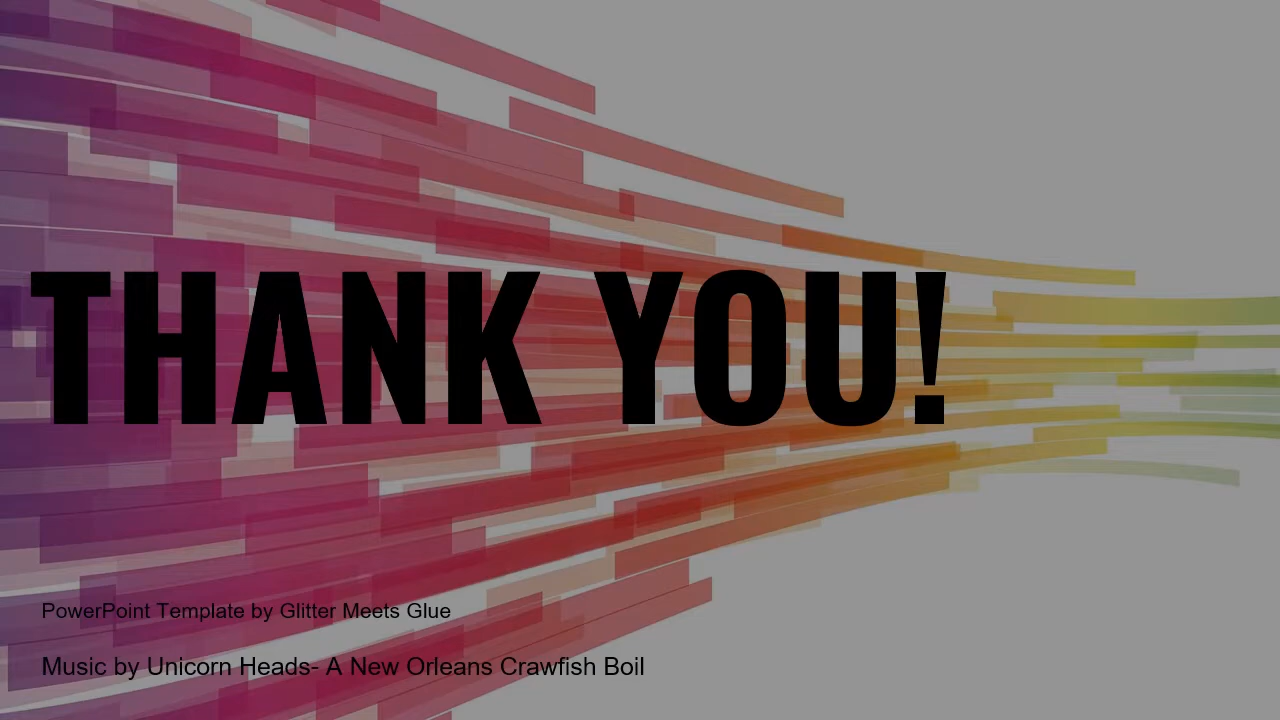 THANK YOU!
PowerPoint Template by Glitter Meets Glue
Music by Unicorn Heads- A New Orleans Crawfish Boil